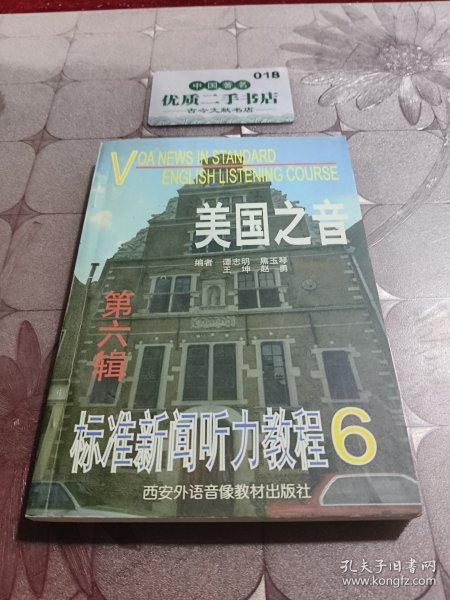 018
中国著名
优质二手书店
古今文献书店
VOA NEWS IN STANDARD
ENGLISH LISTENING COURSE
美国之音
编者 谭志明 黑玉琴
王坤 赵勇
第六辑
标准新闻听力教程6
西安外语音像教材出版社
孔夫子旧书网
www.kongfz.com